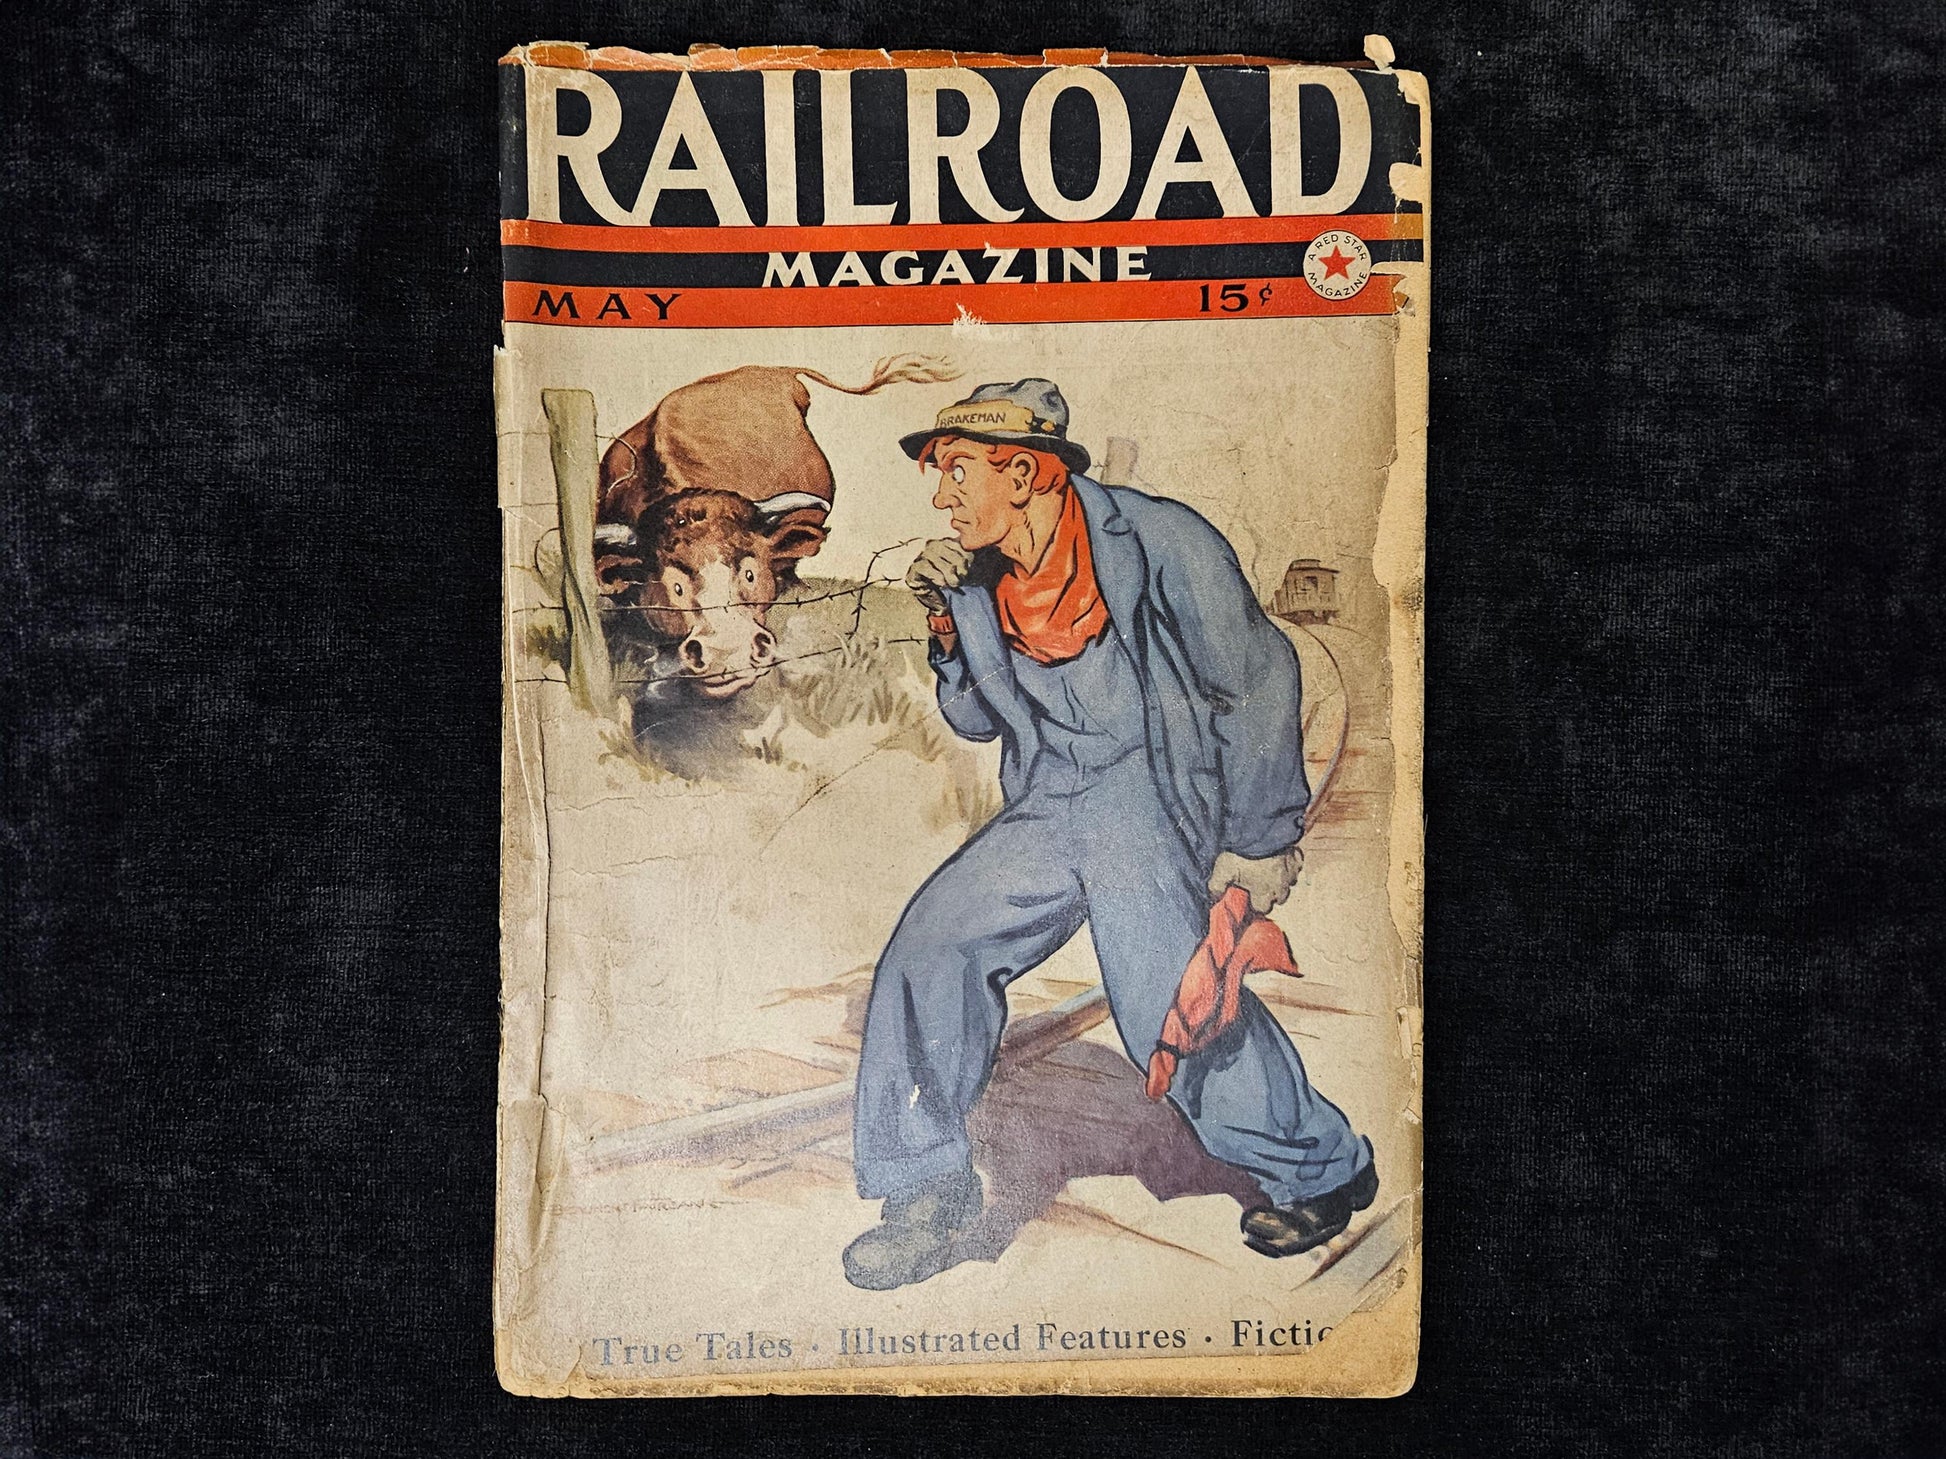 RAILROAD
MAGAZINE
MAY 15¢
A RED STAR MAGAZINE
BRAKEMAN
True Tales · Illustrated Features · Fictio